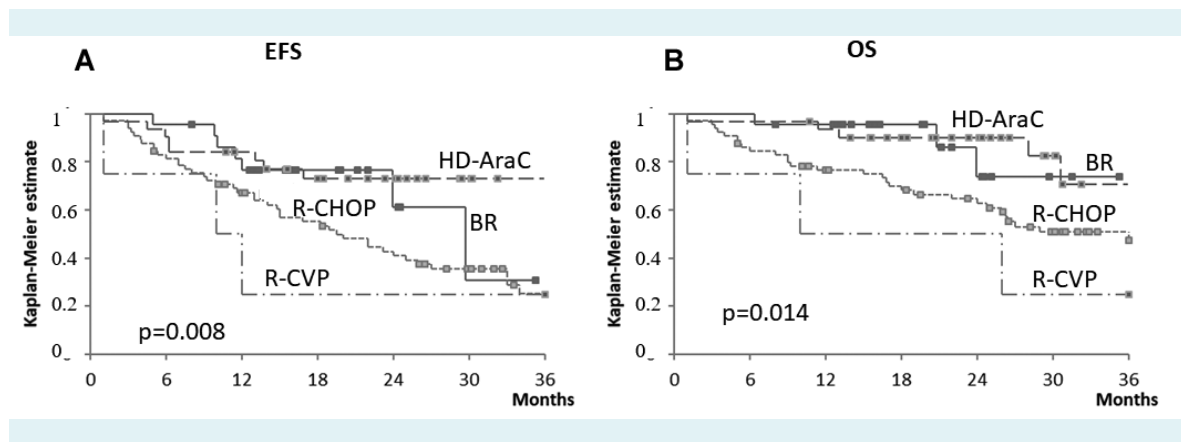 A
EFS
Kaplan-Meier estimate
1
0.8
0.6
0.4
0.2
0
HD-AraC
R-CHOP
BR
R-CVP
p=0.008
0 6 12 18 24 30 36
Months
B
OS
Kaplan-Meier estimate
1
0.8
0.6
0.4
0.2
0
HD-AraC
BR
R-CHOP
R-CVP
p=0.014
0 6 12 18 24 30 36
Months